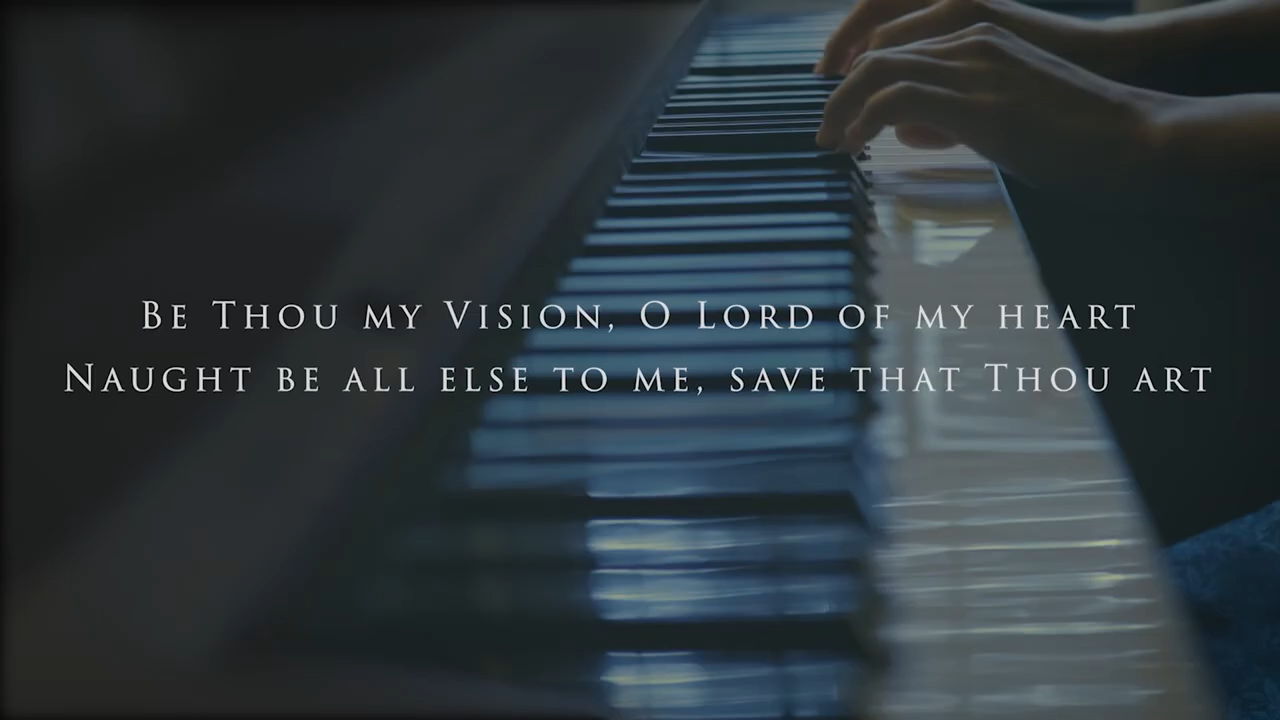 Be Thou my Vision, O Lord of my heart
Naught be all else to me, save that Thou art